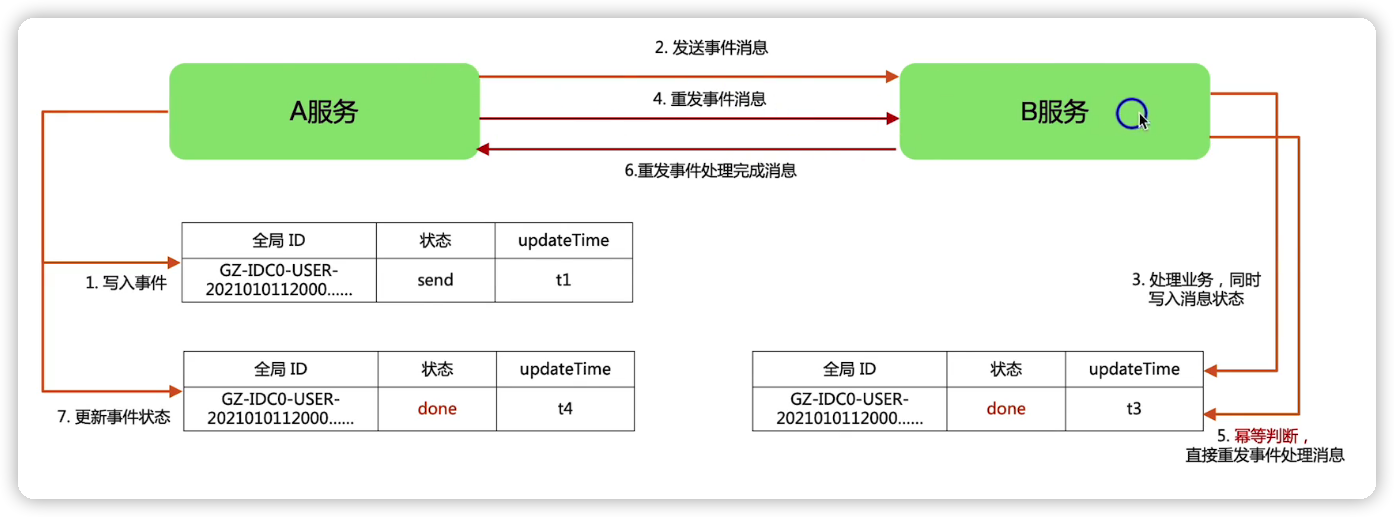 2. 发送事件消息
A服务
4. 重发事件消息
B服务
6.重发事件处理完成消息
全局 ID 状态 updateTime
GZ-IDC0-USER-
2021010112000...... send t1
1. 写入事件
3. 处理业务，同时
写入消息状态
全局 ID 状态 updateTime
GZ-IDC0-USER-
2021010112000...... done t4
7. 更新事件状态
全局 ID 状态 updateTime
GZ-IDC0-USER-
2021010112000...... done t3
5. 幂等判断，
直接重发事件处理消息